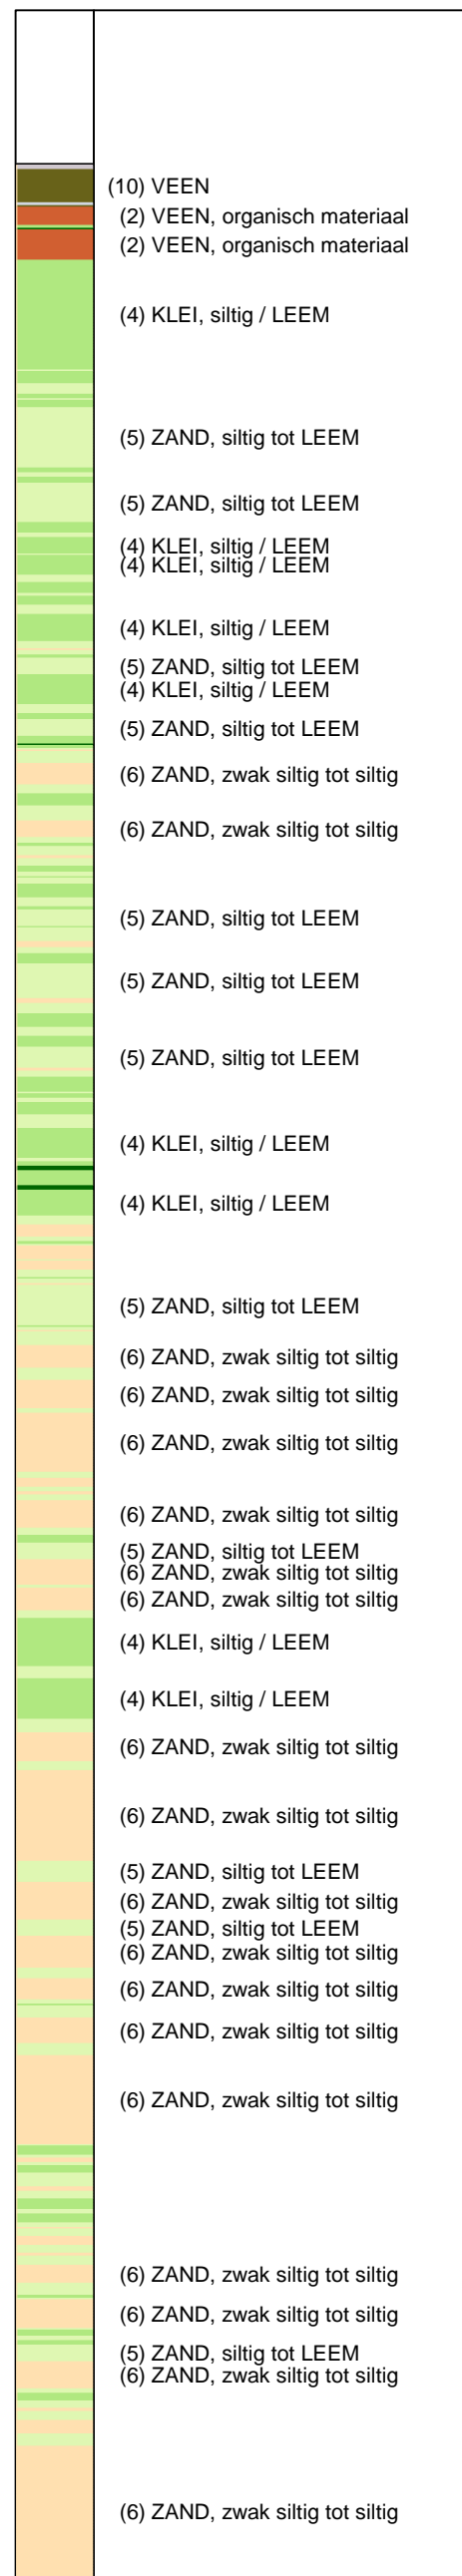 (10) VEEN
(2) VEEN, organisch materiaal
(2) VEEN, organisch materiaal
(4) KLEI, siltig / LEEM
(5) ZAND, siltig tot LEEM
(5) ZAND, siltig tot LEEM
(4) KLEI, siltig / LEEM
(4) KLEI, siltig / LEEM
(4) KLEI, siltig / LEEM
(5) ZAND, siltig tot LEEM
(4) KLEI, siltig / LEEM
(5) ZAND, siltig tot LEEM
(6) ZAND, zwak siltig tot siltig
(6) ZAND, zwak siltig tot siltig
(5) ZAND, siltig tot LEEM
(5) ZAND, siltig tot LEEM
(5) ZAND, siltig tot LEEM
(4) KLEI, siltig / LEEM
(4) KLEI, siltig / LEEM
(5) ZAND, siltig tot LEEM
(6) ZAND, zwak siltig tot siltig
(6) ZAND, zwak siltig tot siltig
(6) ZAND, zwak siltig tot siltig
(6) ZAND, zwak siltig tot siltig
(5) ZAND, siltig tot LEEM
(6) ZAND, zwak siltig tot siltig
(6) ZAND, zwak siltig tot siltig
(4) KLEI, siltig / LEEM
(4) KLEI, siltig / LEEM
(6) ZAND, zwak siltig tot siltig
(6) ZAND, zwak siltig tot siltig
(5) ZAND, siltig tot LEEM
(6) ZAND, zwak siltig tot siltig
(5) ZAND, siltig tot LEEM
(6) ZAND, zwak siltig tot siltig
(6) ZAND, zwak siltig tot siltig
(6) ZAND, zwak siltig tot siltig
(6) ZAND, zwak siltig tot siltig
(6) ZAND, zwak siltig tot siltig
(6) ZAND, zwak siltig tot siltig
(5) ZAND, siltig tot LEEM
(6) ZAND, zwak siltig tot siltig
(6) ZAND, zwak siltig tot siltig